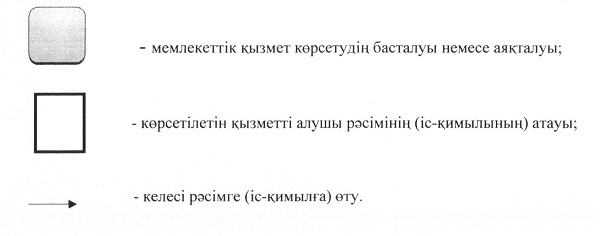 - мемлекеттік қызмет көрсетудің басталуы немесе аяқталуы;
- көрсетілетін қызметті алушы рәсімінің (іс-қимылының) атауы;
- келесі рәсімге (іс-қимылға) өту.